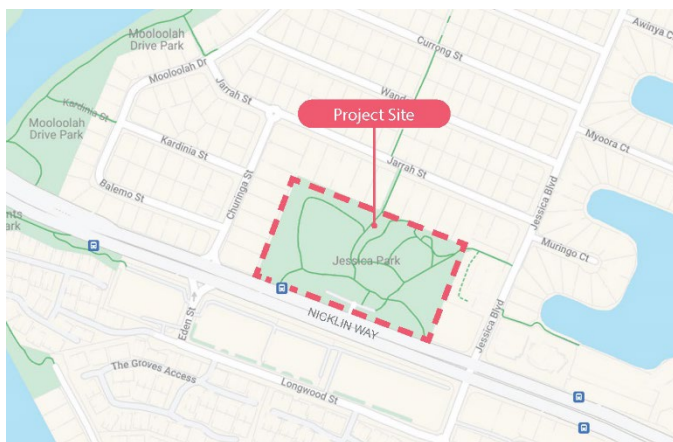 Mooloolah
Drive Park
Awinya C
Currong St
Mooloolah Dr
Jarrah St
Wand
Project Site
Mooloolah
Drive Park
Kardinia St
Kardinia St
Myoora Ct
Jarrah St
Balemo St
Churinga St
Jessica Blvd
Muringo Ct
nts
ark
Jessica Park
NICKLIN WAY
Eden St
Jessica Blvd
The Groves Access
Longwood St